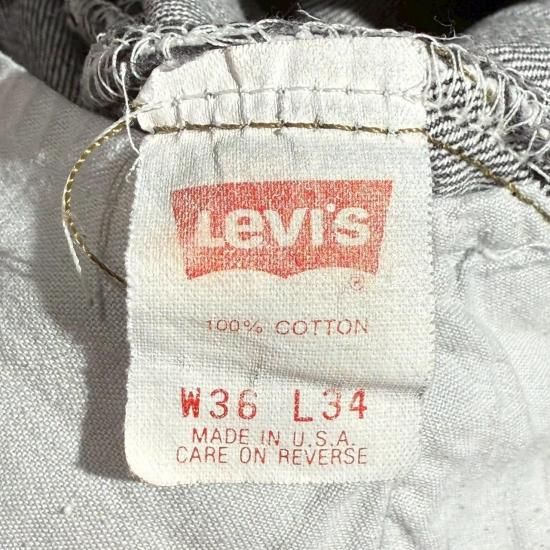 Levi's
®
100% COTTON
W36 L34
MADE IN U.S.A.
CARE ON REVERSE